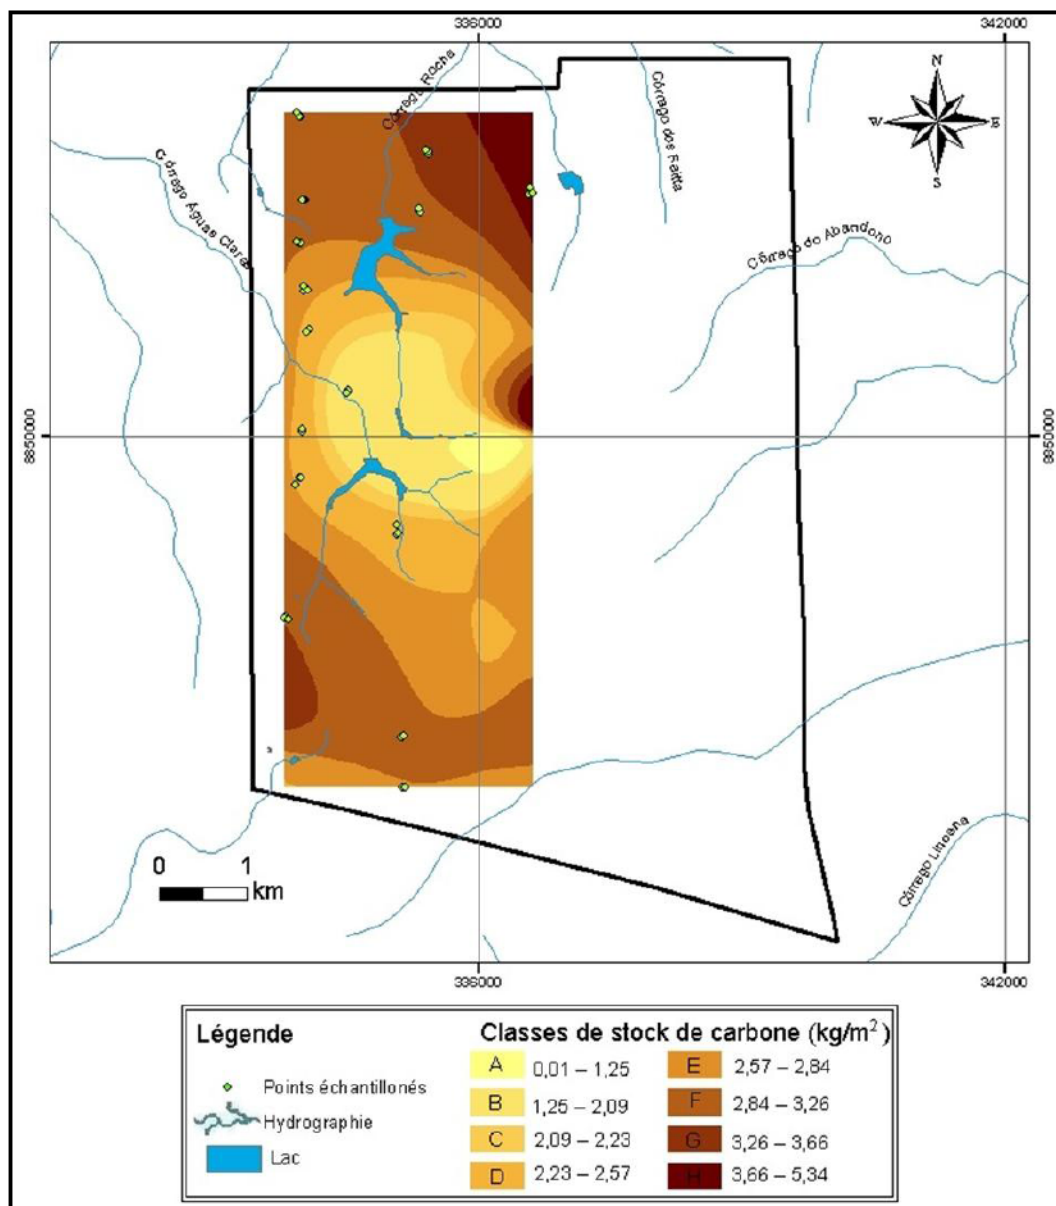 336000
342000
N
W
E
S
Córrego Rocha
Córrego dos
Córrego Aguas Claras
Córrego do Abandono
8850000
8850000
Córrego
0 1
km
336000
342000
Légende
Points échantillonés
Hydrographie
Lac
Classes de stock de carbone (kg/m²)
A 0,01 – 1,25
B 1,25 – 2,09
C 2,09 – 2,23
D 2,23 – 2,57
E 2,57 – 2,84
F 2,84 – 3,26
G 3,26 – 3,66
H 3,66 – 5,34